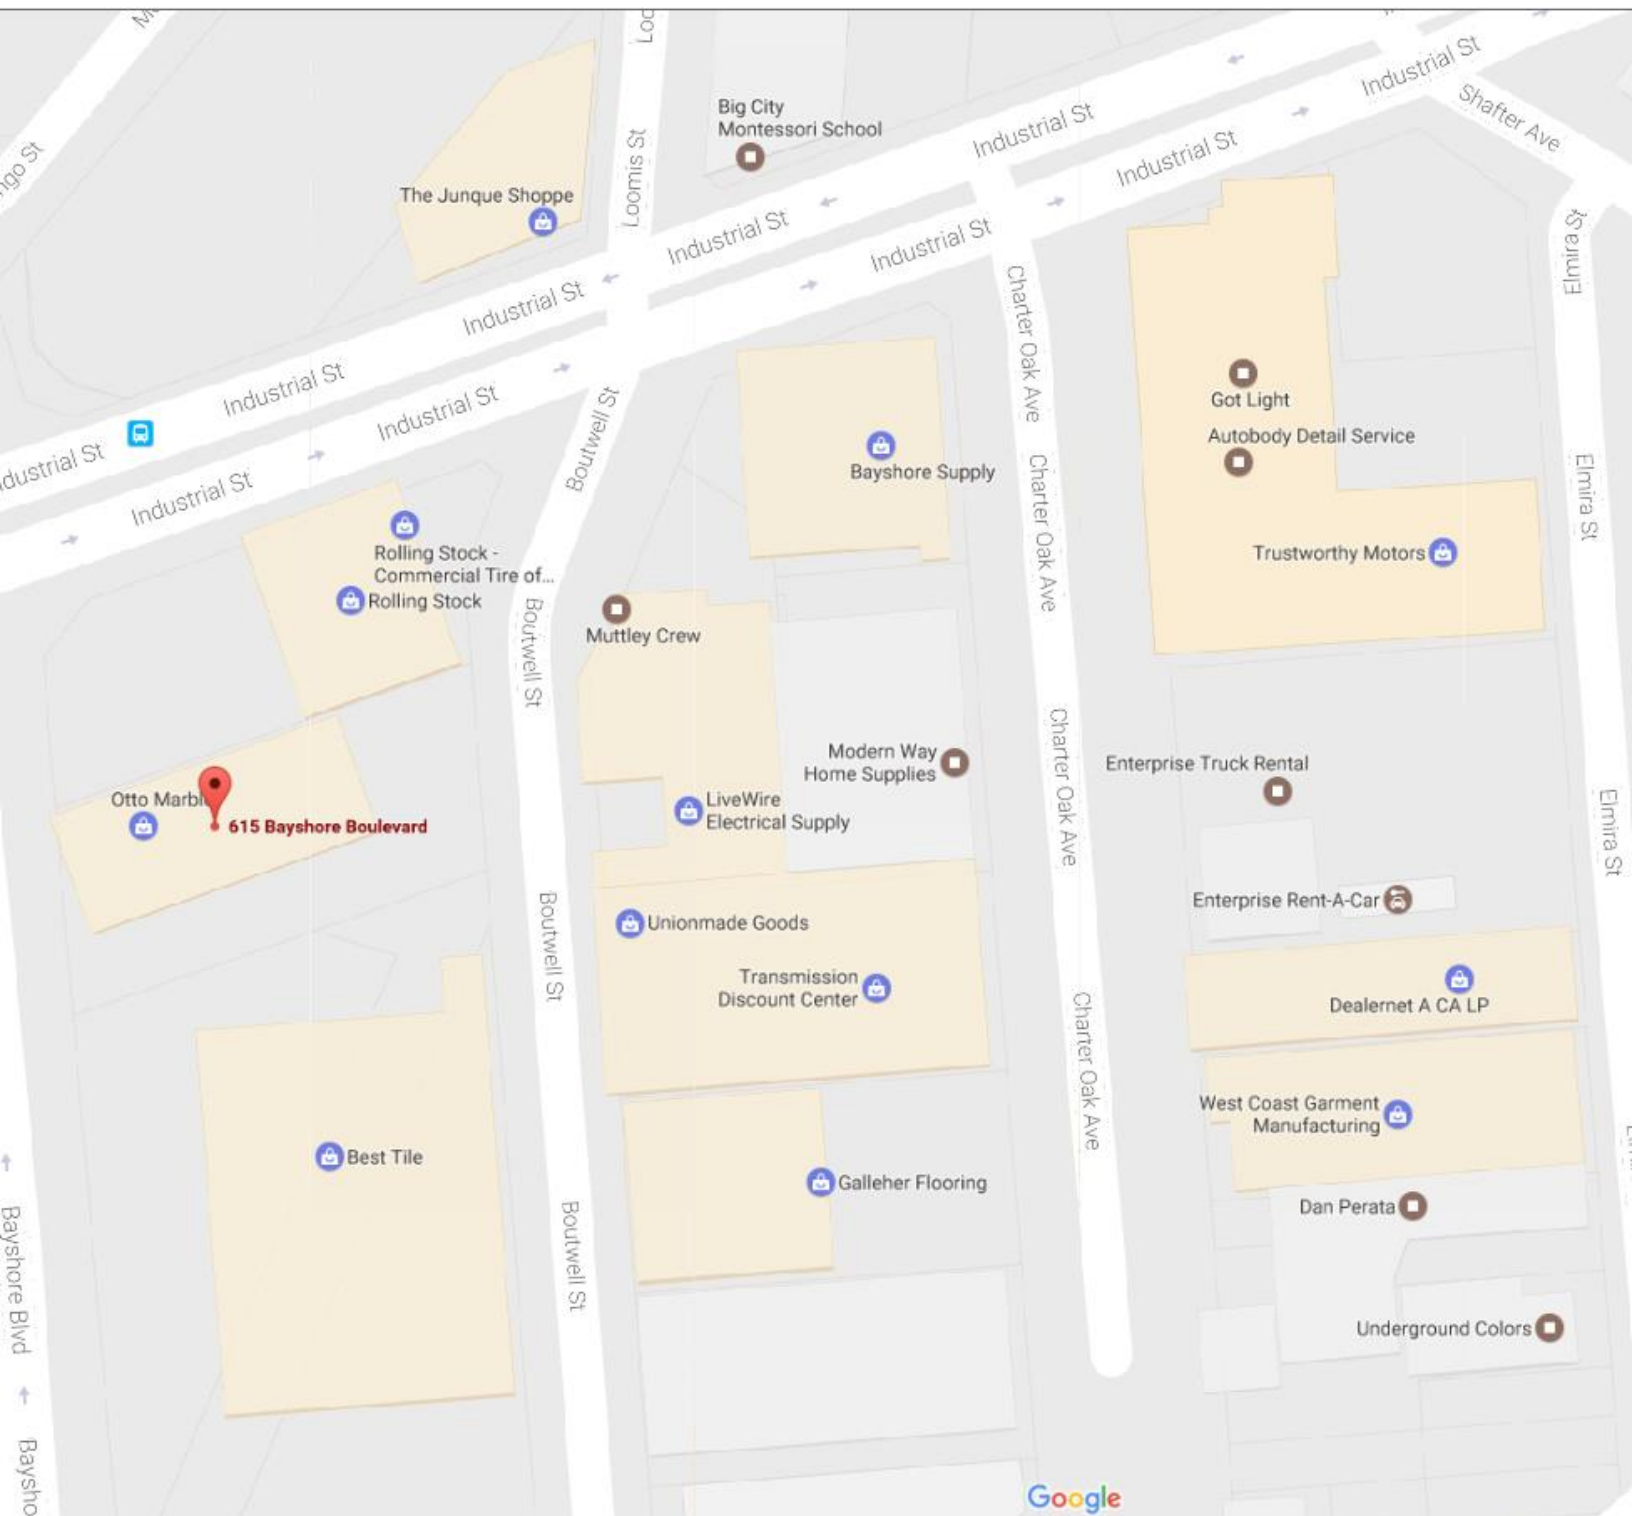 Industrial St
Shafter Ave
Big City
Montessori School
Industrial St
Loomis St
Industrial St
The Junque Shoppe
Industrial St
Industrial St
Elmira St
Industrial St
Charter Oak Ave
Industrial St
Got Light
Industrial St
Boutwell St
Autobody Detail Service
Bayshore Supply
Industrial St
Elmira St
Charter Oak Ave
Rolling Stock -
Commercial Tire of...
Trustworthy Motors
Rolling Stock
Muttley Crew
Boutwell St
Modern Way
Home Supplies
Enterprise Truck Rental
Charter Oak Ave
Otto Marble
615 Bayshore Boulevard
LiveWire
Electrical Supply
Elmira St
Enterprise Rent-A-Car
Unionmade Goods
Boutwell St
Transmission
Discount Center
Dealernet A CA LP
Charter Oak Ave
West Coast Garment
Manufacturing
Best Tile
Galleher Flooring
Dan Perata
Bayshore Blvd
Boutwell St
Underground Colors
Baysho
Google